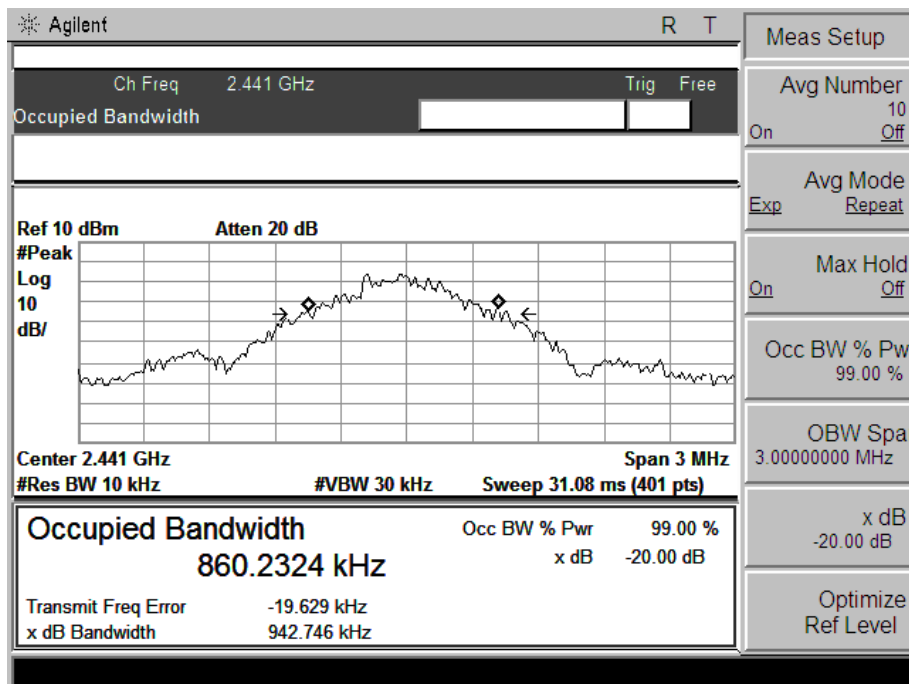 Agilent R T
Ch Freq 2.441 GHz Trig Free
Occupied Bandwidth
Ref 10 dBm Atten 20 dB
#Peak
Log
10
dB/
Center 2.441 GHz Span 3 MHz
#Res BW 10 kHz #VBW 30 kHz Sweep 31.08 ms (401 pts)
Occupied Bandwidth
860.2324 kHz
Occ BW % Pwr 99.00 %
x dB -20.00 dB
Transmit Freq Error -19.629 kHz
x dB Bandwidth 942.746 kHz
Meas Setup
Avg Number
10
On Off
Avg Mode
Exp Repeat
Max Hold
On Off
Occ BW % Pw
99.00 %
OBW Spa
3.00000000 MHz
x dB
-20.00 dB
Optimize
Ref Level